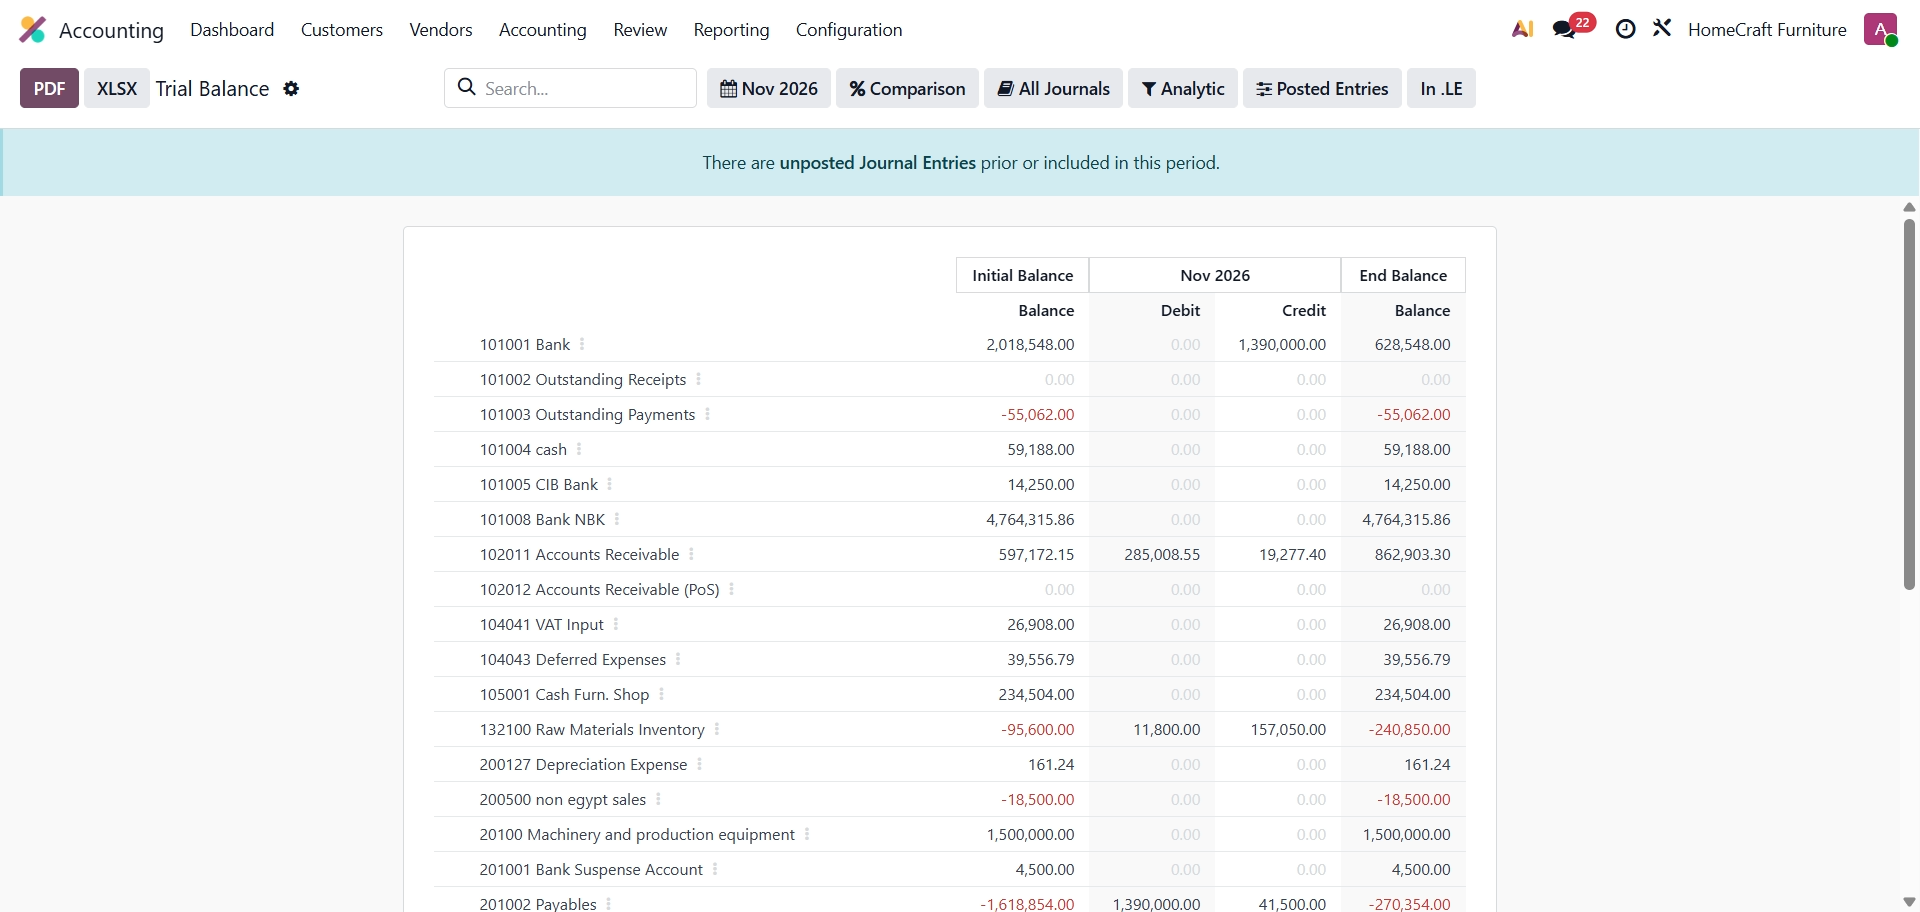 Accounting Dashboard Customers Vendors Accounting Review Reporting Configuration AI 22 HomeCraft Furniture A
PDF XLSX Trial Balance Search... Nov 2026 % Comparison All Journals Analytic Posted Entries In .LE
There are unposted Journal Entries prior or included in this period.
Initial Balance Nov 2026 End Balance
Balance Debit Credit Balance
101001 Bank 2,018,548.00 0.00 1,390,000.00 628,548.00
101002 Outstanding Receipts 0.00 0.00 0.00 0.00
101003 Outstanding Payments -55,062.00 0.00 0.00 -55,062.00
101004 cash 59,188.00 0.00 0.00 59,188.00
101005 CIB Bank 14,250.00 0.00 0.00 14,250.00
101008 Bank NBK 4,764,315.86 0.00 0.00 4,764,315.86
102011 Accounts Receivable 597,172.15 285,008.55 19,277.40 862,903.30
102012 Accounts Receivable (PoS) 0.00 0.00 0.00 0.00
104041 VAT Input 26,908.00 0.00 0.00 26,908.00
104043 Deferred Expenses 39,556.79 0.00 0.00 39,556.79
105001 Cash Furn. Shop 234,504.00 0.00 0.00 234,504.00
132100 Raw Materials Inventory -95,600.00 11,800.00 157,050.00 -240,850.00
200127 Depreciation Expense 161.24 0.00 0.00 161.24
200500 non egypt sales -18,500.00 0.00 0.00 -18,500.00
20100 Machinery and production equipment 1,500,000.00 0.00 0.00 1,500,000.00
201001 Bank Suspense Account 4,500.00 0.00 0.00 4,500.00
201002 Payables -1,618,854.00 1,390,000.00 41,500.00 -270,354.00